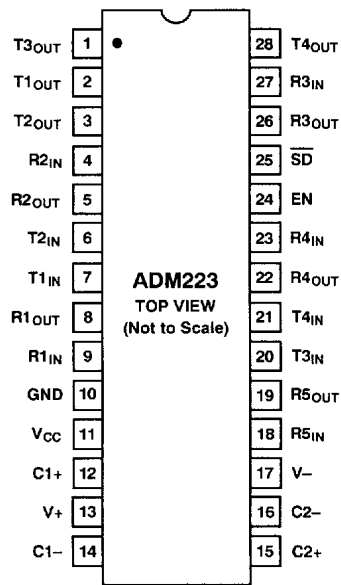 T3OUT 1 28 T4OUT
T1OUT 2 27 R3IN
T2OUT 3 26 R3OUT
R2IN 4 25 S̅D̅
R2OUT 5 24 EN
T2IN 6 23 R4IN
T1IN 7 22 R4OUT
R1OUT 8 21 T4IN
R1IN 9 20 T3IN
GND 10 19 R5OUT
VCC 11 18 R5IN
C1+ 12 17 V–
V+ 13 16 C2–
C1– 14 15 C2+
ADM223
TOP VIEW
(Not to Scale)